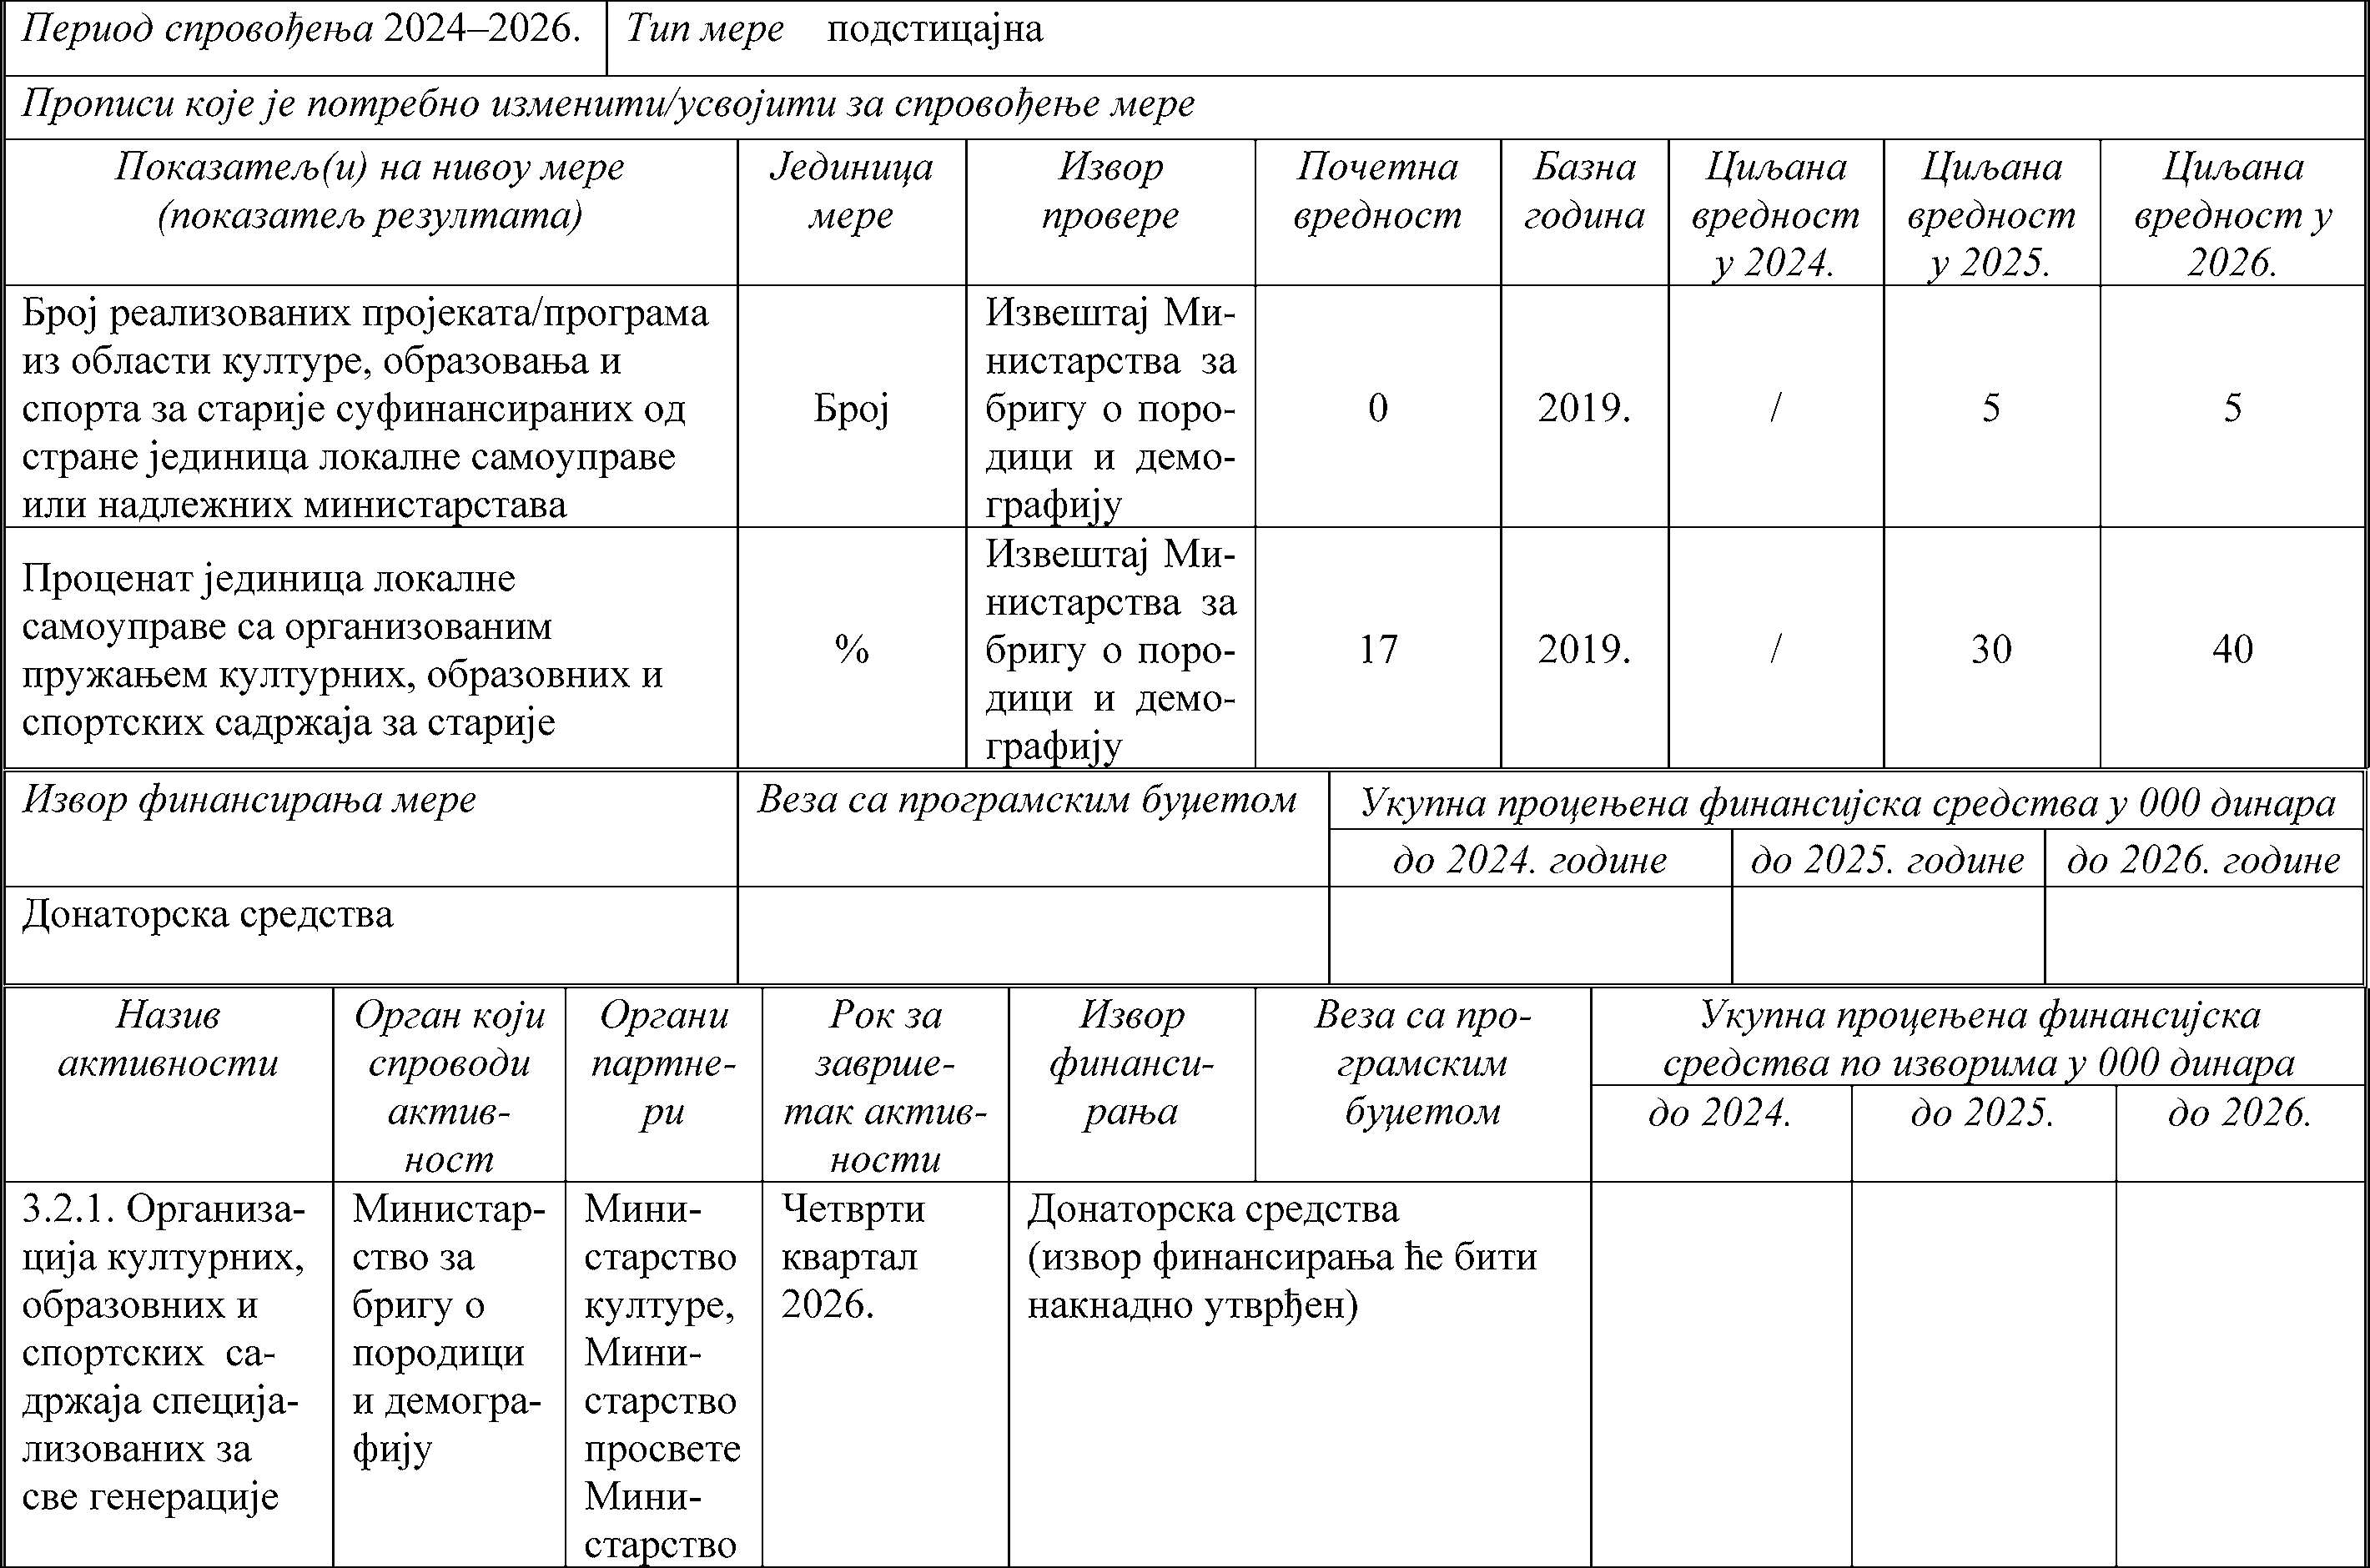 Период спровођења 2024–2026.
Тип мере подстицајна
Прописи које је потребно изменити/усвојити за спровођење мере
Показатељ(и) на нивоу мере
(показатељ резултата)
Јединица
мере
Извор
провере
Почетна
вредност
Базна
година
Циљана
вредност
у 2024.
Циљана
вредност
у 2025.
Циљана
вредност у
2026.
Број реализованих пројеката/програма
из области културе, образовања и
спорта за старије суфинансираних од
стране јединица локалне самоуправе
или надлежних министарстава
Број
Извештај Ми-
нистарства за
бригу о поро-
дици и демо-
графију
0
2019.
/
5
5
Проценат јединица локалне
самоуправе са организованим
пружањем културних, образовних и
спортских садржаја за старије
%
Извештај Ми-
нистарства за
бригу о поро-
дици и демо-
графију
17
2019.
/
30
40
Извор финансирања мере
Веза са програмским буџетом
Укупна процењена финансијска средства у 000 динара
до 2024. године
до 2025. године
до 2026. године
Донаторска средства
Назив
активности
Орган који
спроводи
актив-
ност
Органи
партне-
ри
Рок за
заврше-
так актив-
ности
Извор
финанси-
рања
Веза са про-
грамским
буџетом
Укупна процењена финансијска
средства по изворима у 000 динара
до 2024.
до 2025.
до 2026.
3.2.1. Организа-
ција културних,
образовних и
спортских са-
држаја специја-
лизованих за
све генерације
Министар-
ство за
бригу о
породици
и демогра-
фију
Мини-
старство
културе,
Мини-
старство
просвете
Мини-
старство
Четврти
квартал
2026.
Донаторска средства
(извор финансирања ће бити
накнадно утврђен)